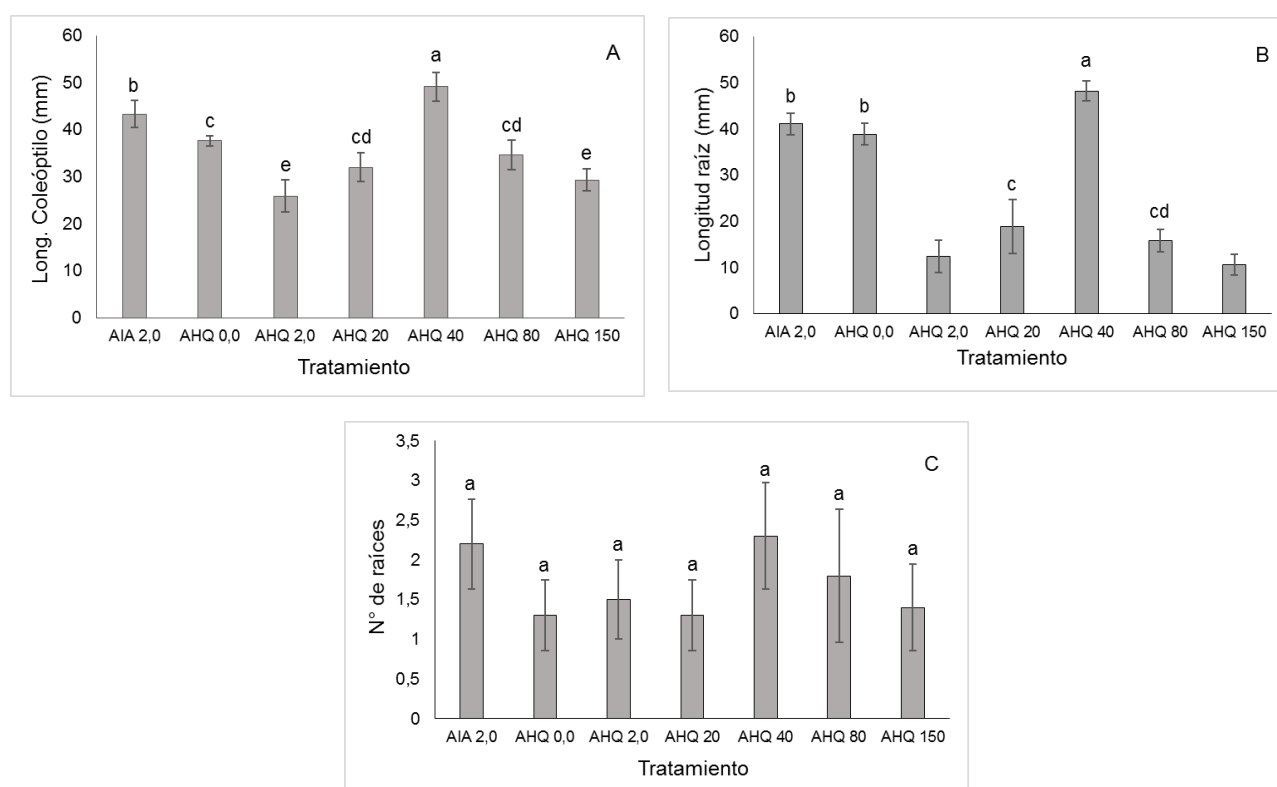 A
Long. Coleóptilo (mm)
60
50
40
30
20
10
0
b
c
e
cd
a
cd
e
AIA 2,0
AHQ 0,0
AHQ 2,0
AHQ 20
AHQ 40
AHQ 80
AHQ 150
Tratamiento
B
Longitud raíz (mm)
60
50
40
30
20
10
0
b
b
c
a
cd
AIA 2,0
AHQ 0,0
AHQ 2,0
AHQ 20
AHQ 40
AHQ 80
AHQ 150
Tratamiento
C
N° de raíces
3,5
3
2,5
2
1,5
1
0,5
0
a
a
a
a
a
a
a
AIA 2,0
AHQ 0,0
AHQ 2,0
AHQ 20
AHQ 40
AHQ 80
AHQ 150
Tratamiento